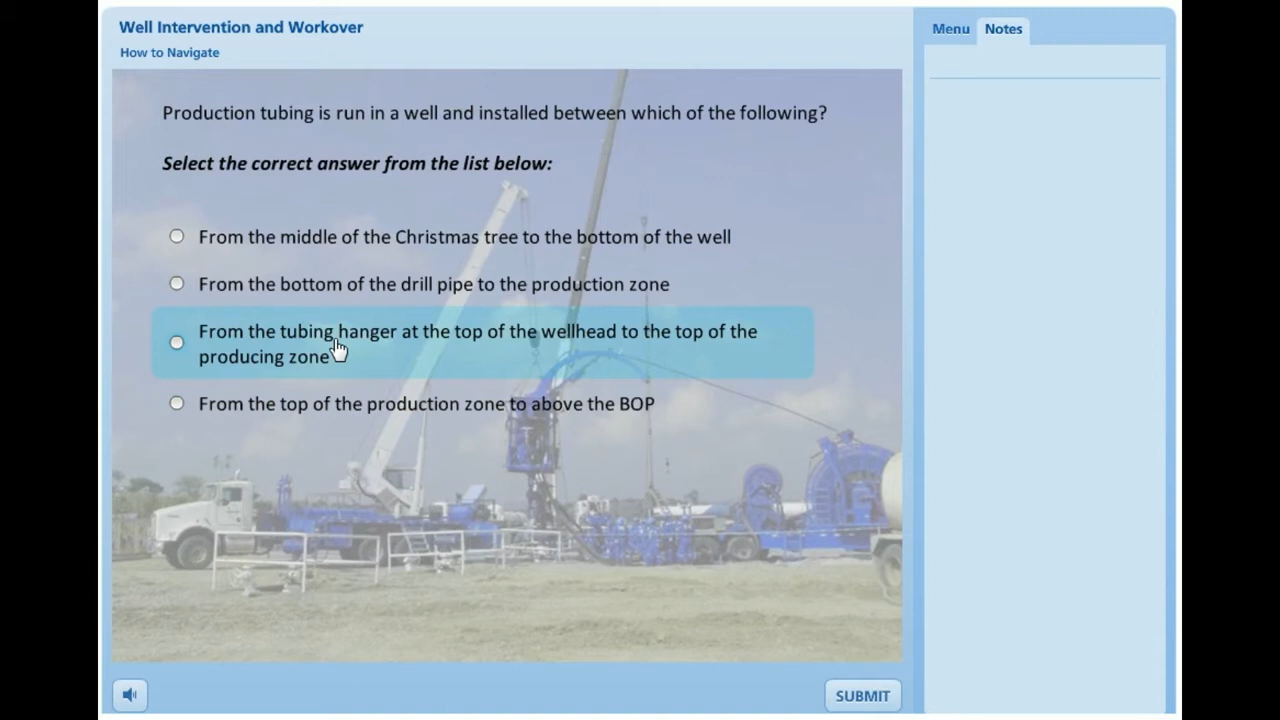 Well Intervention and Workover
How to Navigate
Menu
Notes
Production tubing is run in a well and installed between which of the following?
Select the correct answer from the list below:
From the middle of the Christmas tree to the bottom of the well
From the bottom of the drill pipe to the production zone
From the tubing hanger at the top of the wellhead to the top of the
producing zone
From the top of the production zone to above the BOP
SUBMIT